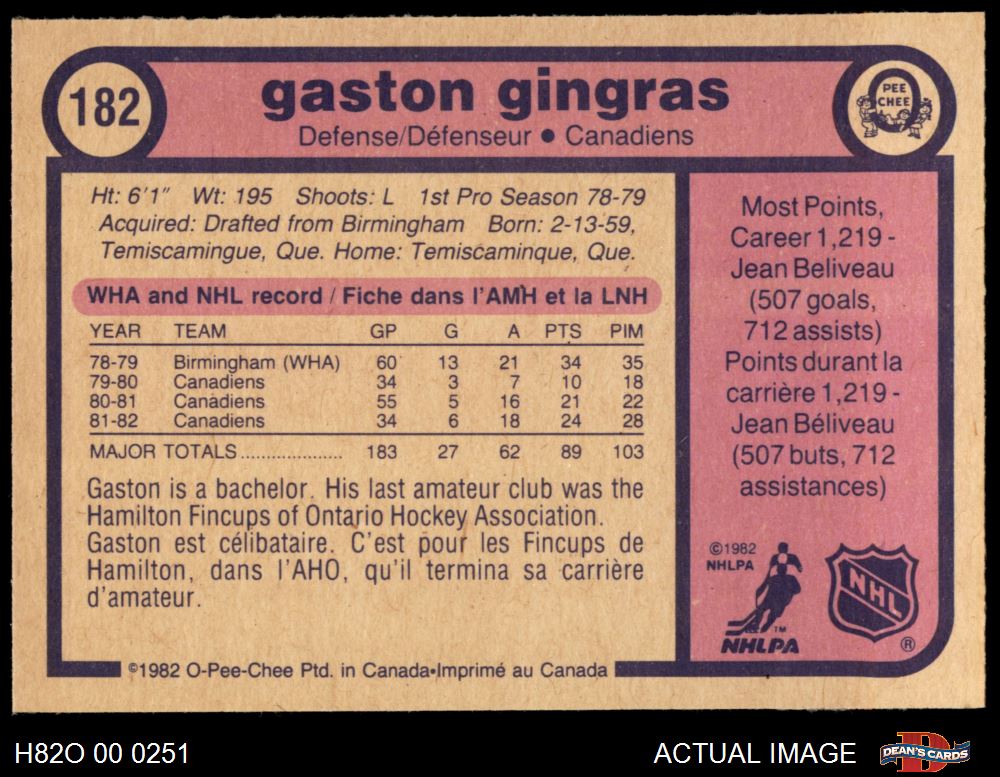 182
gaston gingras
Defense/Défenseur • Canadiens
PEE
CHEE
Ht: 6'1" Wt: 195 Shoots: L 1st Pro Season 78-79
Acquired: Drafted from Birmingham Born: 2-13-59,
Temiscamingue, Que. Home: Temiscaminque, Que.
WHA and NHL record / Fiche dans l'AMH et la LNH
YEAR TEAM GP G A PTS PIM
78-79 Birmingham (WHA) 60 13 21 34 35
79-80 Canadiens 34 3 7 10 18
80-81 Canadiens 55 5 16 21 22
81-82 Canadiens 34 6 18 24 28
MAJOR TOTALS................... 183 27 62 89 103
Gaston is a bachelor. His last amateur club was the
Hamilton Fincups of Ontario Hockey Association.
Gaston est célibataire. C'est pour les Fincups de
Hamilton, dans l'AHO, qu'il termina sa carrière
d'amateur.
©1982 O-Pee-Chee Ptd. in Canada•Imprimé au Canada
Most Points,
Career 1,219 -
Jean Beliveau
(507 goals,
712 assists)
Points durant la
carrière 1,219 -
Jean Béliveau
(507 buts, 712
assistances)
©1982
NHLPA
TM
NHLPA
NHL
®
H82O 00 0251
ACTUAL IMAGE
D
DEAN'S CARDS